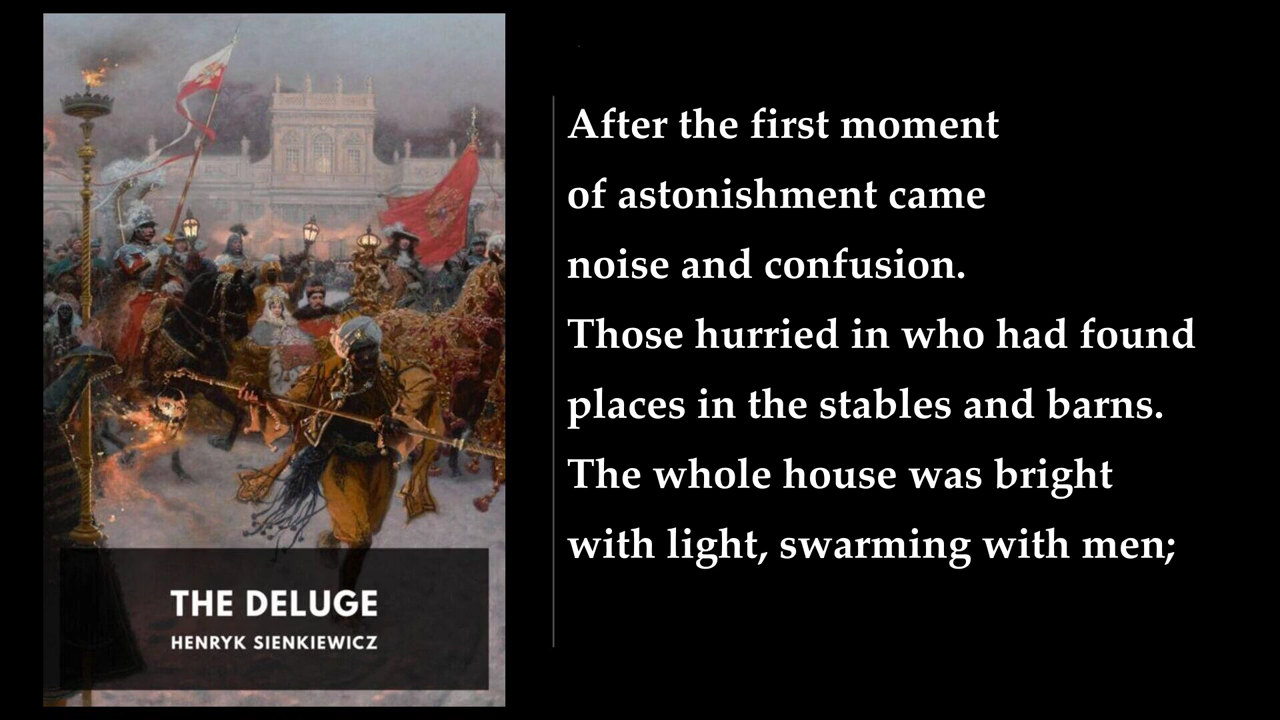 THE DELUGE
HENRYK SIENKIEWICZ
After the first moment
of astonishment came
noise and confusion.
Those hurried in who had found
places in the stables and barns.
The whole house was bright
with light, swarming with men;